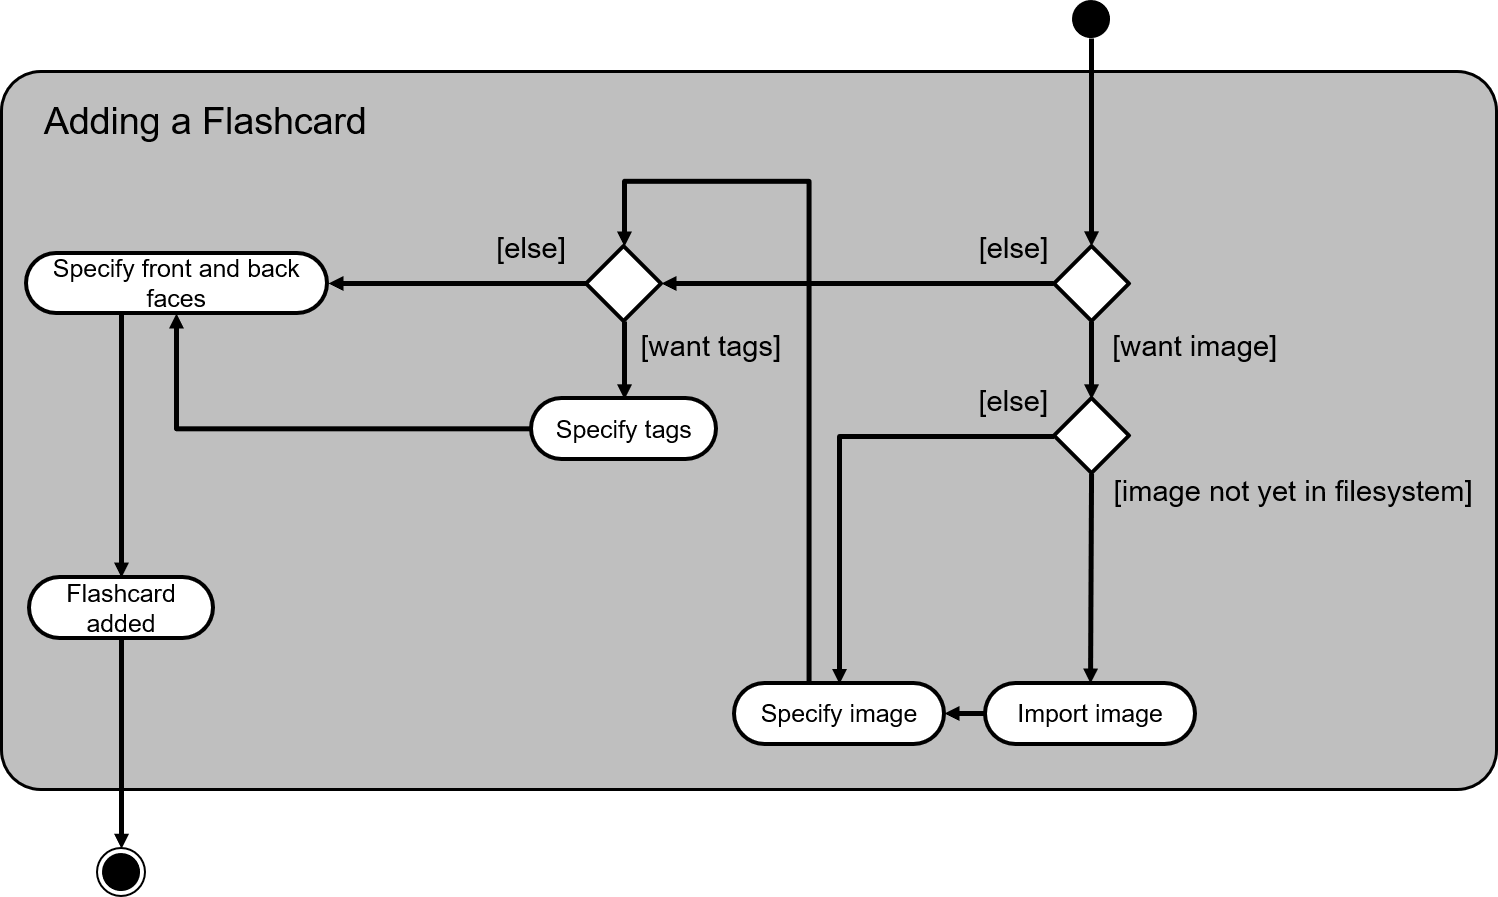 Adding a Flashcard
[else]
[else]
Specify front and back
faces
[want tags]
[want image]
[else]
Specify tags
[image not yet in filesystem]
Flashcard
added
Specify image
Import image